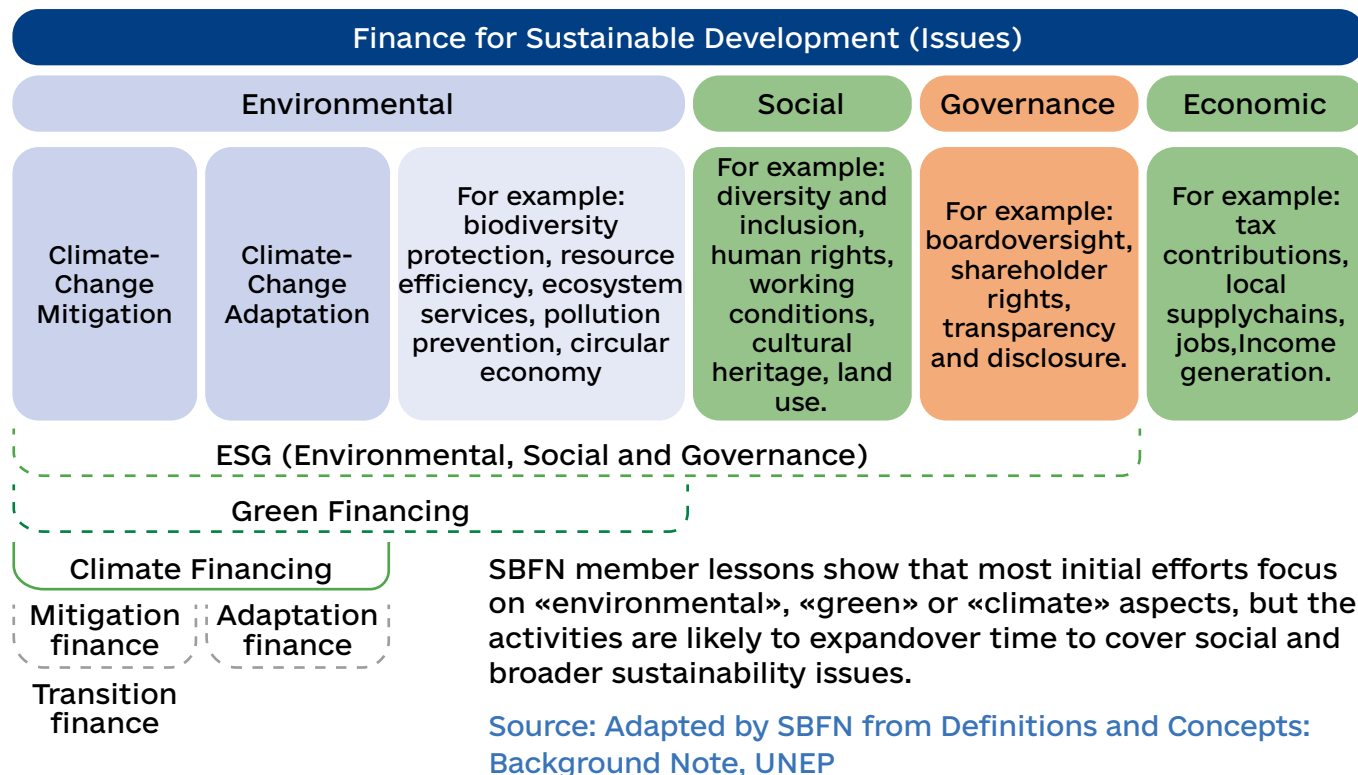 Finance for Sustainable Development (Issues)
Environmental
Social
Governance
Economic
Climate-
Change
Mitigation
Climate-
Change
Adaptation
For example:
biodiversity
protection, resource
efficiency, ecosystem
services, pollution
prevention, circular
economy
For example:
diversity and
inclusion,
human rights,
working
conditions,
cultural
heritage, land
use.
For example:
boardoversight,
shareholder
rights,
transparency
and disclosure.
For example:
tax
contributions,
local
supplychains,
jobs,Income
generation.
ESG (Environmental, Social and Governance)
Green Financing
Climate Financing
Mitigation
finance
Adaptation
finance
Transition
finance
SBFN member lessons show that most initial efforts focus
on «environmental», «green» or «climate» aspects, but the
activities are likely to expandover time to cover social and
broader sustainability issues.
Source: Adapted by SBFN from Definitions and Concepts:
Background Note, UNEP